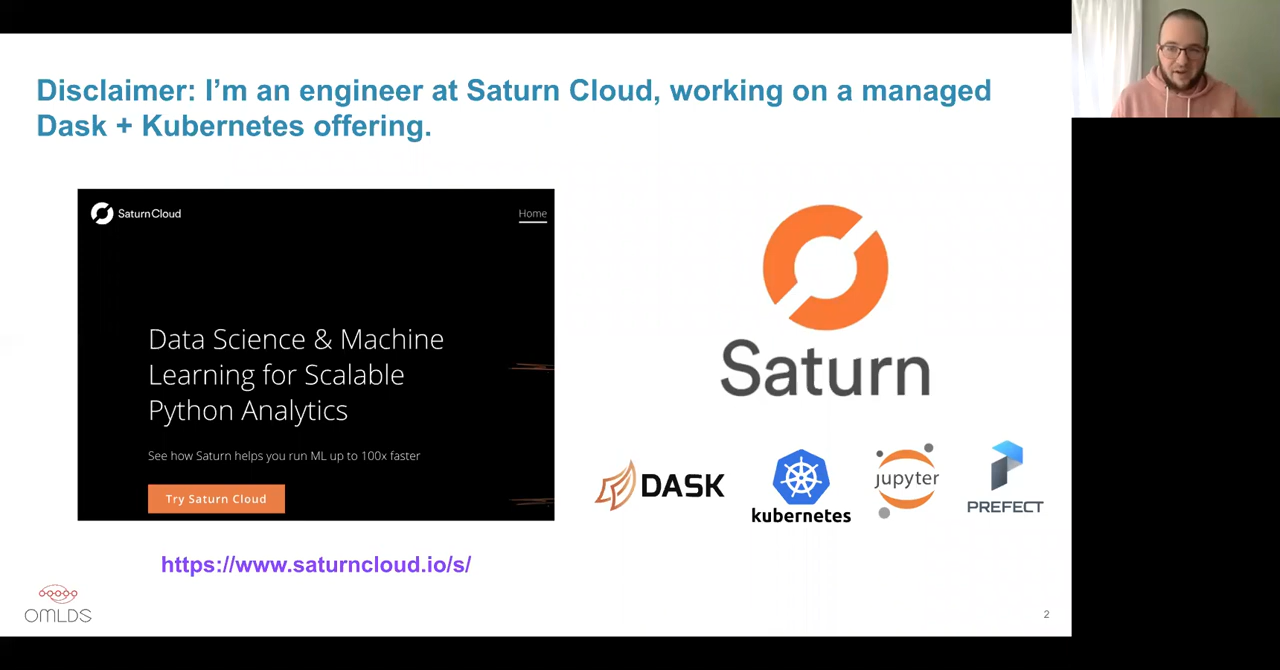 Disclaimer: I'm an engineer at Saturn Cloud, working on a managed
Dask + Kubernetes offering.
SaturnCloud
Home
Data Science & Machine
Learning for Scalable
Python Analytics
See how Saturn helps you run ML up to 100x faster
Try Saturn Cloud
Saturn
DASK
kubernetes
jupyter
PREFECT
https://www.saturncloud.io/s/
OMLDS
2